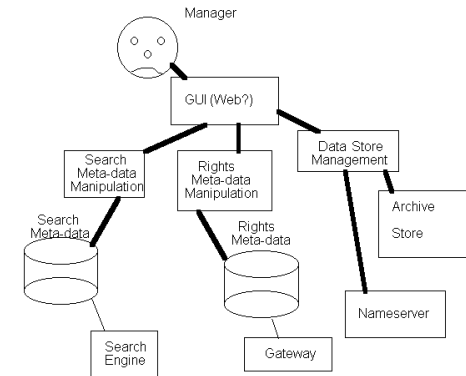 Manager
GUI (Web?)
Search
Meta-data
Manipulation
Rights
Meta-data
Manipulation
Data Store
Management
Search
Meta-data
Rights
Meta-data
Archive
Store
Nameserver
Search
Engine
Gateway